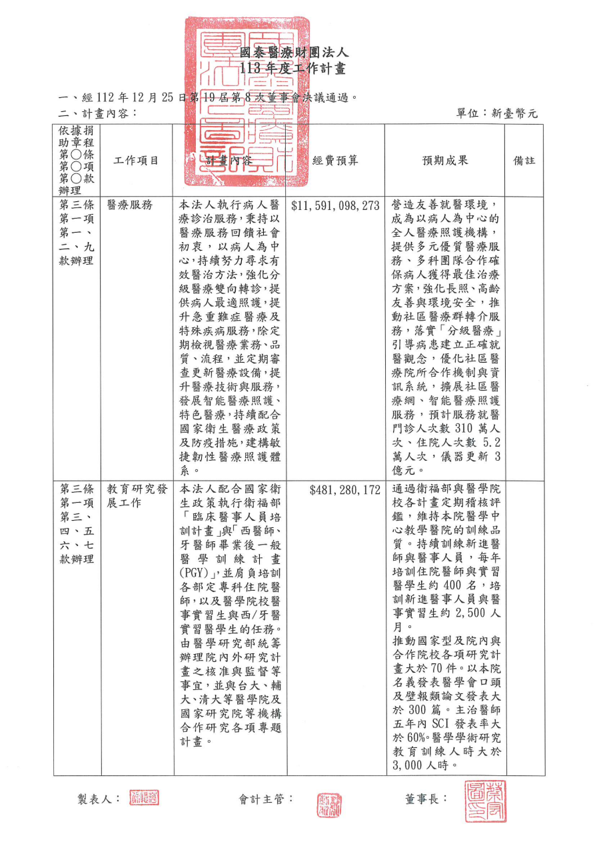 國泰醫療財團法人
113 年度工作計畫
一、經 112 年 12 月 25 日第 19 屆第 8 次董事會決議通過。
二、計畫內容：
單位：新臺幣元
依據捐
助章程
第〇條
第〇項
第〇款
辦理
工作項目
計畫內容
經費預算
預期成果
備註
第三條
第一項
第一、
二、九
款辦理
醫療服務
本法人執行病人醫
療診治服務，秉持以
醫療服務回饋社會
初衷，以病人為中
心，持續努力尋求有
效醫治方法，強化分
級醫療雙向轉診，提
供病人最適照護，提
升急重難症醫療及
特殊疾病服務，除定
期檢視醫療業務、品
質、流程，並定期審
查更新醫療設備，提
升醫療技術與服務，
發展智能醫療照護、
特色醫療，持續配合
國家衛生醫療政策
及防疫措施，建構敏
捷韌性醫療照護體
系。
$11,591,098,273
營造友善就醫環境，
成為以病人為中心的
全人醫療照護機構，
提供多元優質醫療服
務、多科團隊合作確
保病人獲得最佳治療
方案，強化長照、高齡
友善與環境安全，推
動社區醫療群轉介服
務，落實「分級醫療」
引導病患建立正確就
醫觀念，優化社區醫
療院所合作機制與資
訊系統，擴展社區醫
療網、智能醫療照護
服務，預計服務就醫
門診人次數 310 萬人
次、住院人次數 5.2
萬人次，儀器更新 3
億元。
第三條
第一項
第三、
四、五
六、七
款辦理
教育研究發
展工作
本法人配合國家衛
生政策執行衛福部
「臨床醫事人員培
訓計畫」與「西醫師、
牙醫師畢業後一般
醫學訓練計畫
(PGY)」，並肩負培訓
各部定專科住院醫
師，以及醫學院校醫
事實習生與西/牙醫
實習醫學生的任務。
由醫學研究部統籌
辦理院內外研究計
畫之核准與監督等
事宜，並與台大、輔
大、清大等醫學院及
國家研究院等機構
合作研究各項專題
計畫。
$481,280,172
通過衛福部與醫學院
校各計畫定期稽核評
鑑，維持本院醫學中
心教學醫院的訓練品
質。持續訓練新進醫
師與醫事人員，每年
培訓住院醫師與實習
醫學生約 400 名，培
訓新進醫事人員與醫
事實習生約 2,500 人
月。
推動國家型及院內與
合作院校各項研究計
畫大於 70 件。以本院
名義發表醫學會口頭
及壁報類論文發表大
於 300 篇。主治醫師
五年內 SCI 發表率大
於 60%。醫學學術研究
教育訓練人時大於
3,000 人時。
製表人：
會計主管：
董事長：